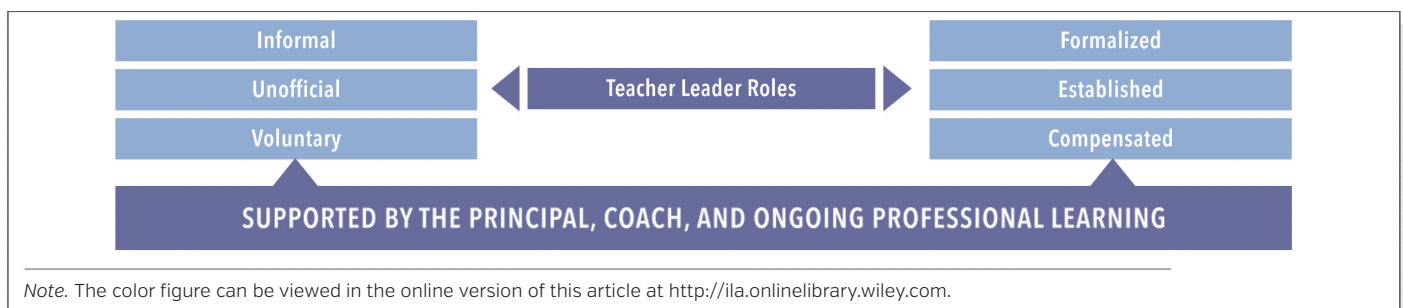 Informal
Unofficial
Voluntary
Teacher Leader Roles
Formalized
Established
Compensated
SUPPORTED BY THE PRINCIPAL, COACH, AND ONGOING PROFESSIONAL LEARNING
Note. The color figure can be viewed in the online version of this article at http://ila.onlinelibrary.wiley.com.